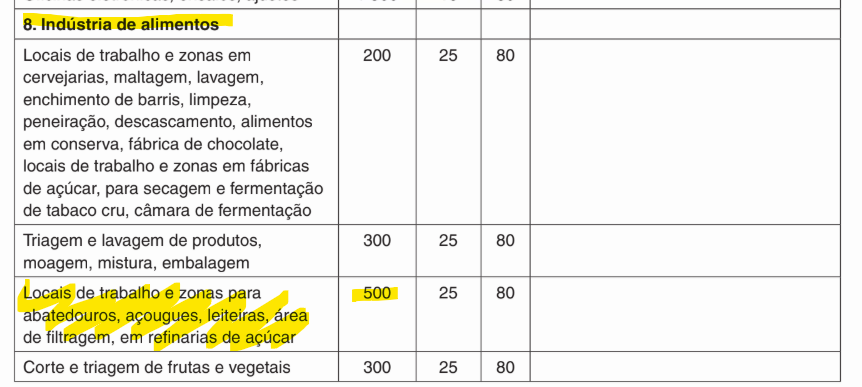 8. Indústria de alimentos
Locais de trabalho e zonas em 200 25 80
cervejarias, maltagem, lavagem,
enchimento de barris, limpeza,
peneiração, descascamento, alimentos
em conserva, fábrica de chocolate,
locais de trabalho e zonas em fábricas
de açúcar, para secagem e fermentação
de tabaco cru, câmara de fermentação
Triagem e lavagem de produtos, 300 25 80
moagem, mistura, embalagem
Locais de trabalho e zonas para 500 25 80
abatedouros, açougues, leiteiras, área
de filtragem, em refinarias de açúcar
Corte e triagem de frutas e vegetais 300 25 80